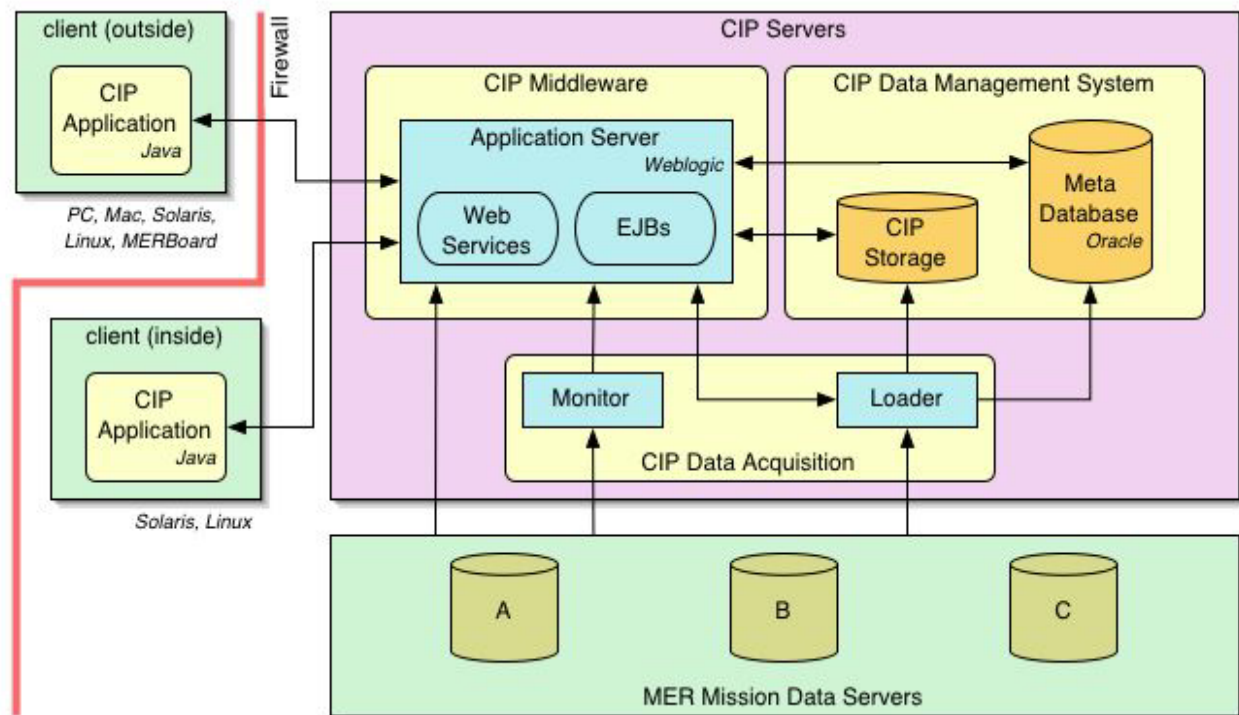 client (outside)
CIP
Application
Java
PC, Mac, Solaris,
Linux, MERBoard
Firewall
client (inside)
CIP
Application
Java
Solaris, Linux
CIP Servers
CIP Middleware
Application Server
Weblogic
Web
Services
EJBs
CIP Data Management System
CIP
Storage
Meta
Database
Oracle
Monitor
Loader
CIP Data Acquisition
A
B
C
MER Mission Data Servers